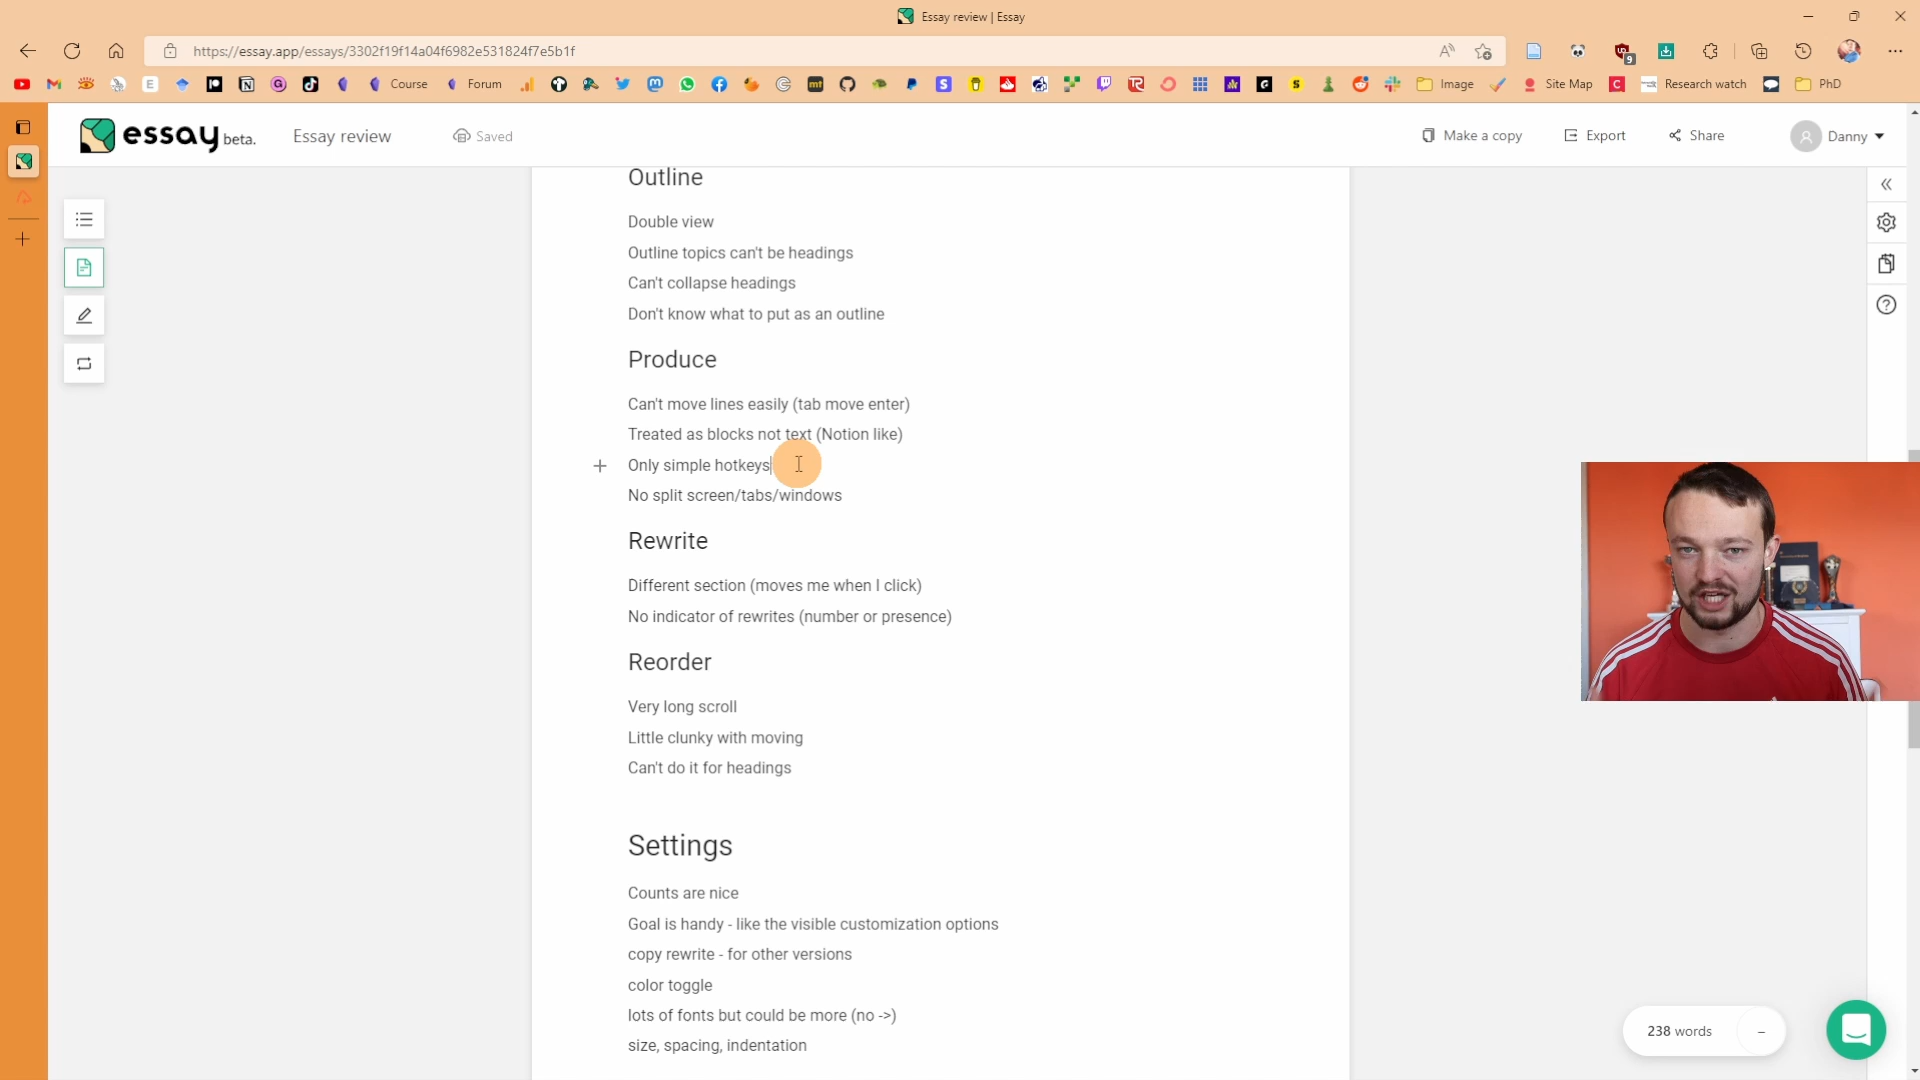 Essay review | Essay
https://essay.app/essays/3302f19f14a04f6982e531824f7e5b1f
9
Course
Forum
Image
Site Map
Research watch
PhD
essay beta.
Essay review
Saved
Make a copy
Export
Share
Danny
Outline
Double view
Outline topics can't be headings
Can't collapse headings
Don't know what to put as an outline
Produce
Can't move lines easily (tab move enter)
Treated as blocks not text (Notion like)
Only simple hotkeys
No split screen/tabs/windows
Rewrite
Different section (moves me when I click)
No indicator of rewrites (number or presence)
Reorder
Very long scroll
Little clunky with moving
Can't do it for headings
Settings
Counts are nice
Goal is handy - like the visible customization options
copy rewrite - for other versions
color toggle
lots of fonts but could be more (no ->)
size, spacing, indentation
238 words